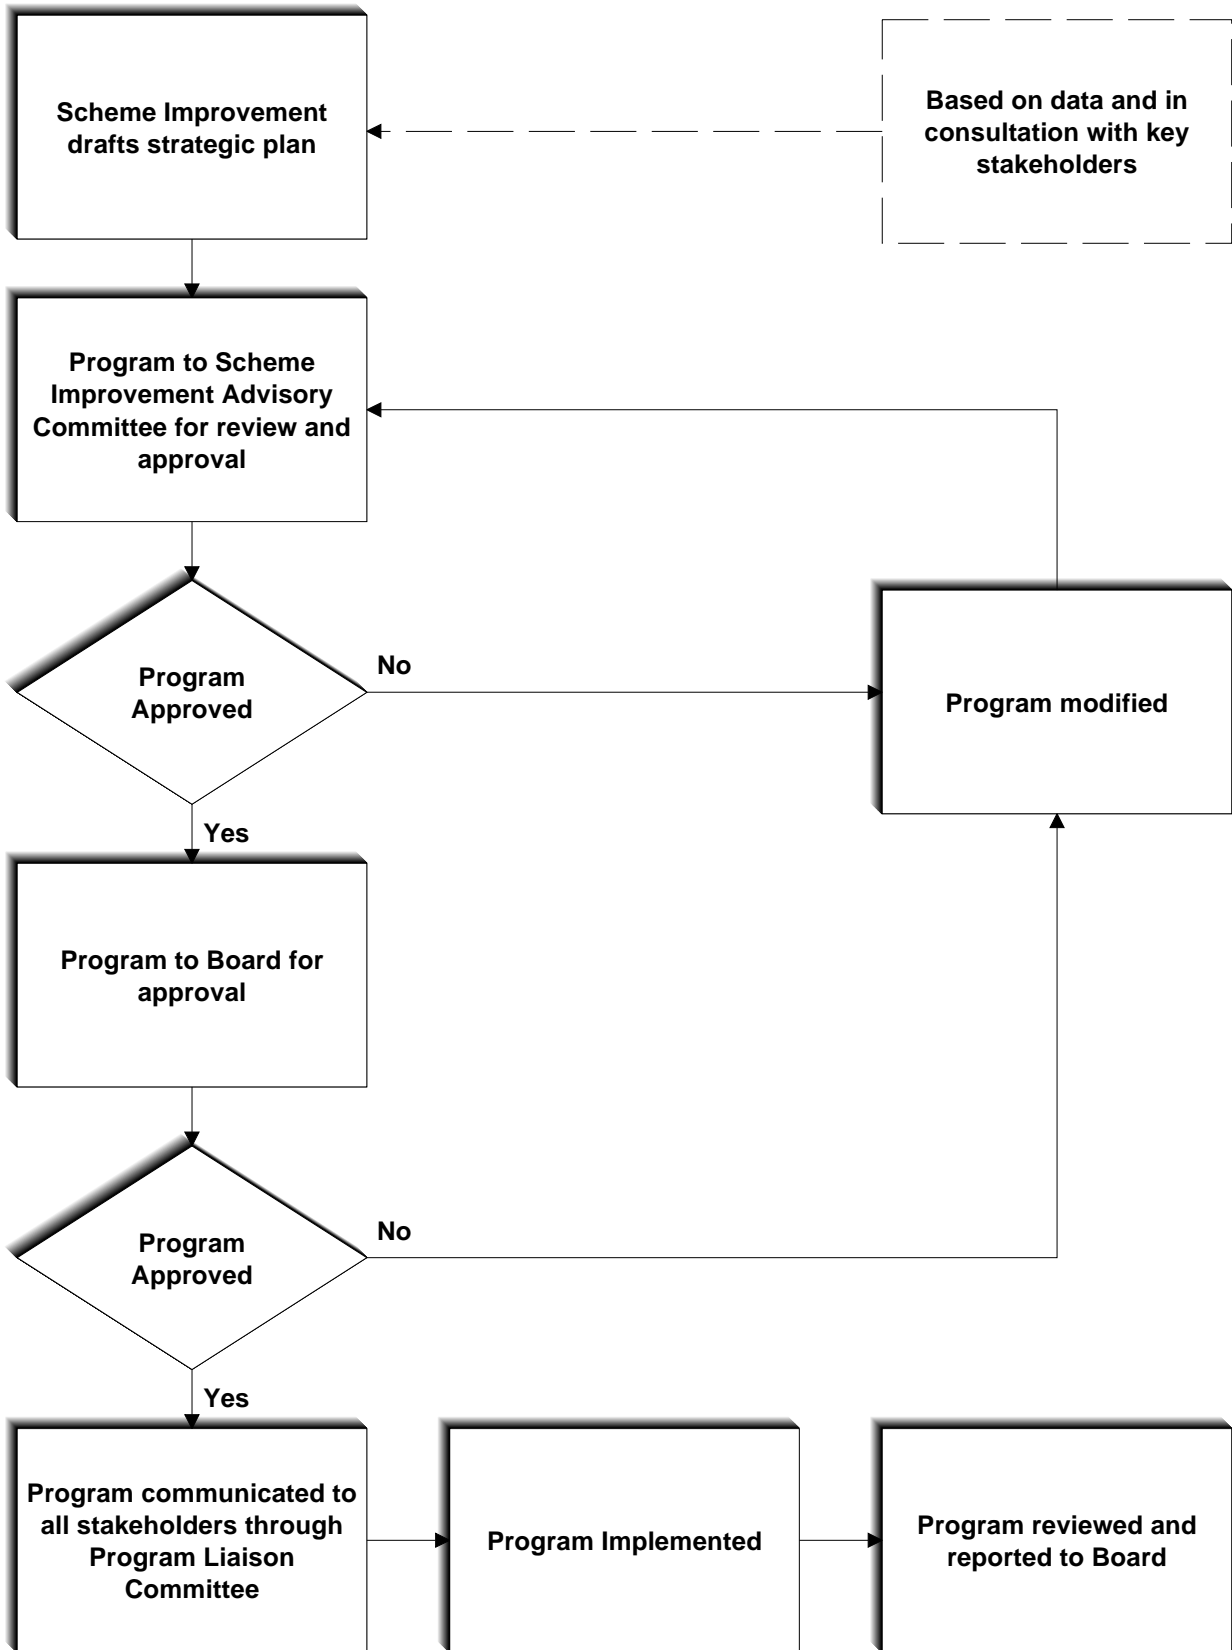 Scheme Improvement
drafts strategic plan
Based on data and in
consultation with key
stakeholders
Program to Scheme
Improvement Advisory
Committee for review and
approval
Program
Approved
No
Program modified
Yes
Program to Board for
approval
Program
Approved
No
Yes
Program communicated to
all stakeholders through
Program Liaison
Committee
Program Implemented
Program reviewed and
reported to Board